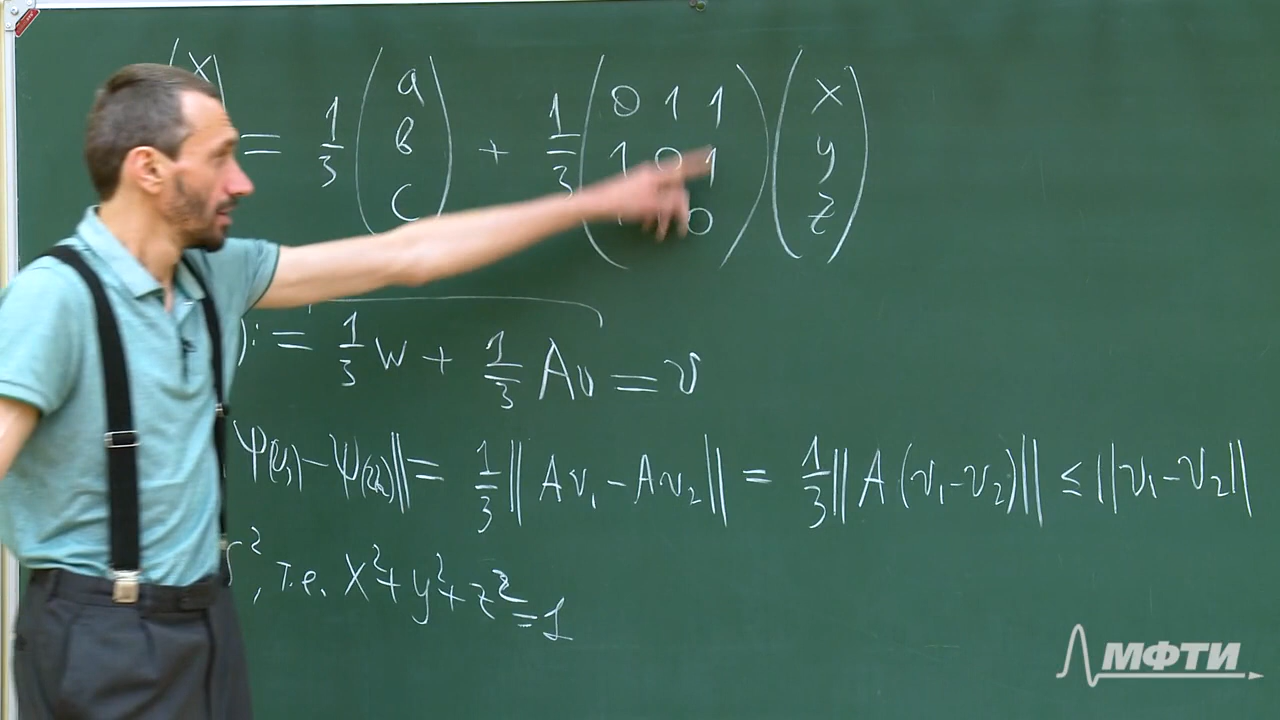 (x = 1/3 (a b c) + 1/3 (0 1 1 1 0 1 0) (x y z)
):= 1/3 w + 1/3 Av = v
Ψ(v₁)-Ψ(v₂)|| = 1/3 || Av₁ - Av₂ || = 1/3 || A (v₁-v₂) || ≤ ||v₁-v₂||
², т.е. x²+y²+z²=1
МФТИ